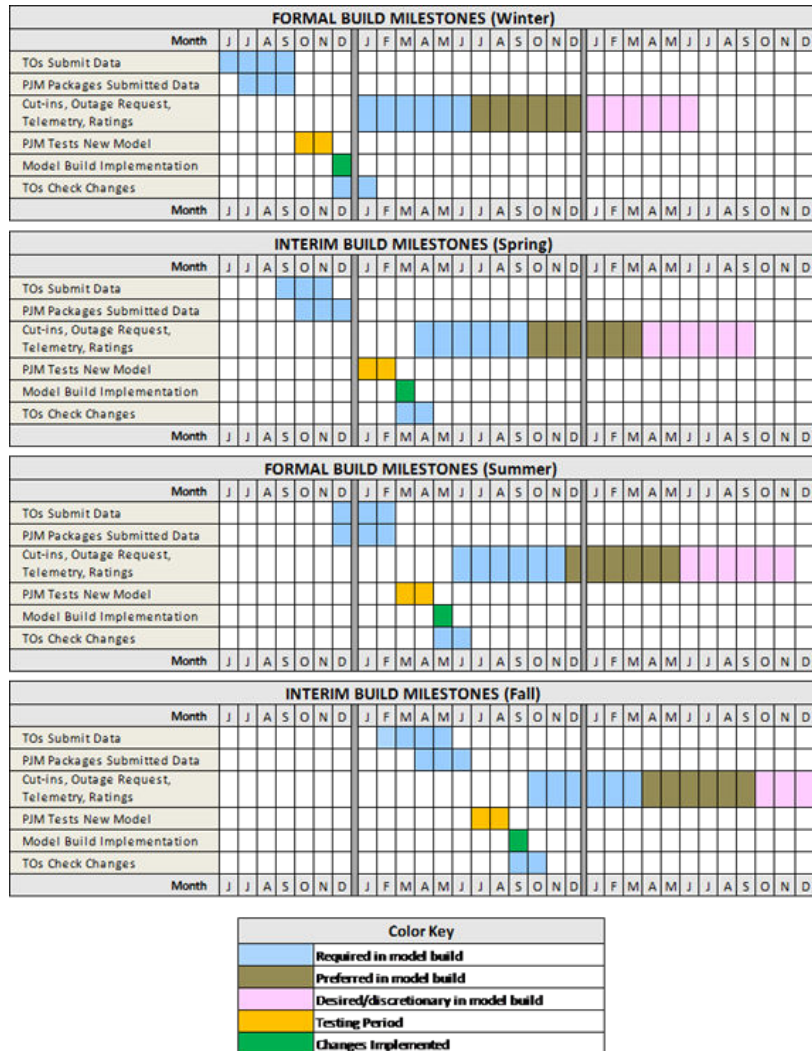 FORMAL BUILD MILESTONES (Winter)
Month J J A S O N D J F M A M J J A S O N D J F M A M J J A S O N D
TOs Submit Data
PJM Packages Submitted Data
Cut-ins, Outage Request,
Telemetry, Ratings
PJM Tests New Model
Model Build Implementation
TOs Check Changes
Month J J A S O N D J F M A M J J A S O N D J F M A M J J A S O N D
INTERIM BUILD MILESTONES (Spring)
Month J J A S O N D J F M A M J J A S O N D J F M A M J J A S O N D
TOs Submit Data
PJM Packages Submitted Data
Cut-ins, Outage Request,
Telemetry, Ratings
PJM Tests New Model
Model Build Implementation
TOs Check Changes
Month J J A S O N D J F M A M J J A S O N D J F M A M J J A S O N D
FORMAL BUILD MILESTONES (Summer)
Month J J A S O N D J F M A M J J A S O N D J F M A M J J A S O N D
TOs Submit Data
PJM Packages Submitted Data
Cut-ins, Outage Request,
Telemetry, Ratings
PJM Tests New Model
Model Build Implementation
TOs Check Changes
Month J J A S O N D J F M A M J J A S O N D J F M A M J J A S O N D
INTERIM BUILD MILESTONES (Fall)
Month J J A S O N D J F M A M J J A S O N D J F M A M J J A S O N D
TOs Submit Data
PJM Packages Submitted Data
Cut-ins, Outage Request,
Telemetry, Ratings
PJM Tests New Model
Model Build Implementation
TOs Check Changes
Month J J A S O N D J F M A M J J A S O N D J F M A M J J A S O N D
Color Key
Required in model build
Preferred in model build
Desired/discretionary in model build
Testing Period
Changes Implemented